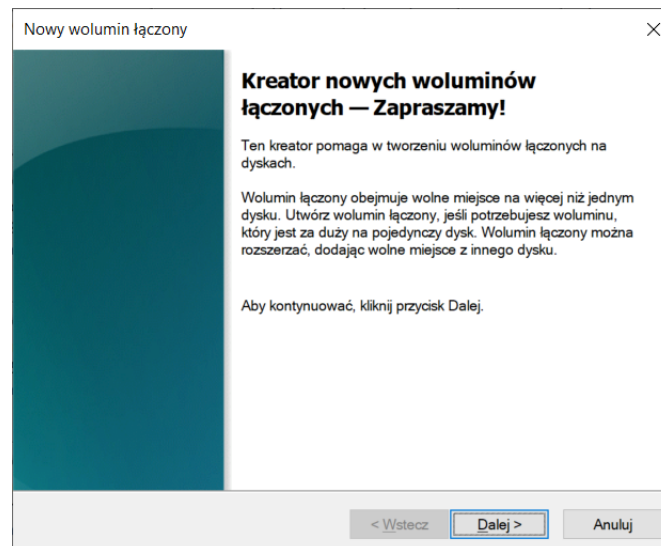 Nowy wolumin łączony
Kreator nowych woluminów
łączonych — Zapraszamy!
Ten kreator pomaga w tworzeniu woluminów łączonych na
dyskach.
Wolumin łączony obejmuje wolne miejsce na więcej niż jednym
dysku. Utwórz wolumin łączony, jeśli potrzebujesz woluminu,
który jest za duży na pojedynczy dysk. Wolumin łączony można
rozszerzać, dodając wolne miejsce z innego dysku.
Aby kontynuować, kliknij przycisk Dalej.
< Wstecz
Dalej >
Anuluj